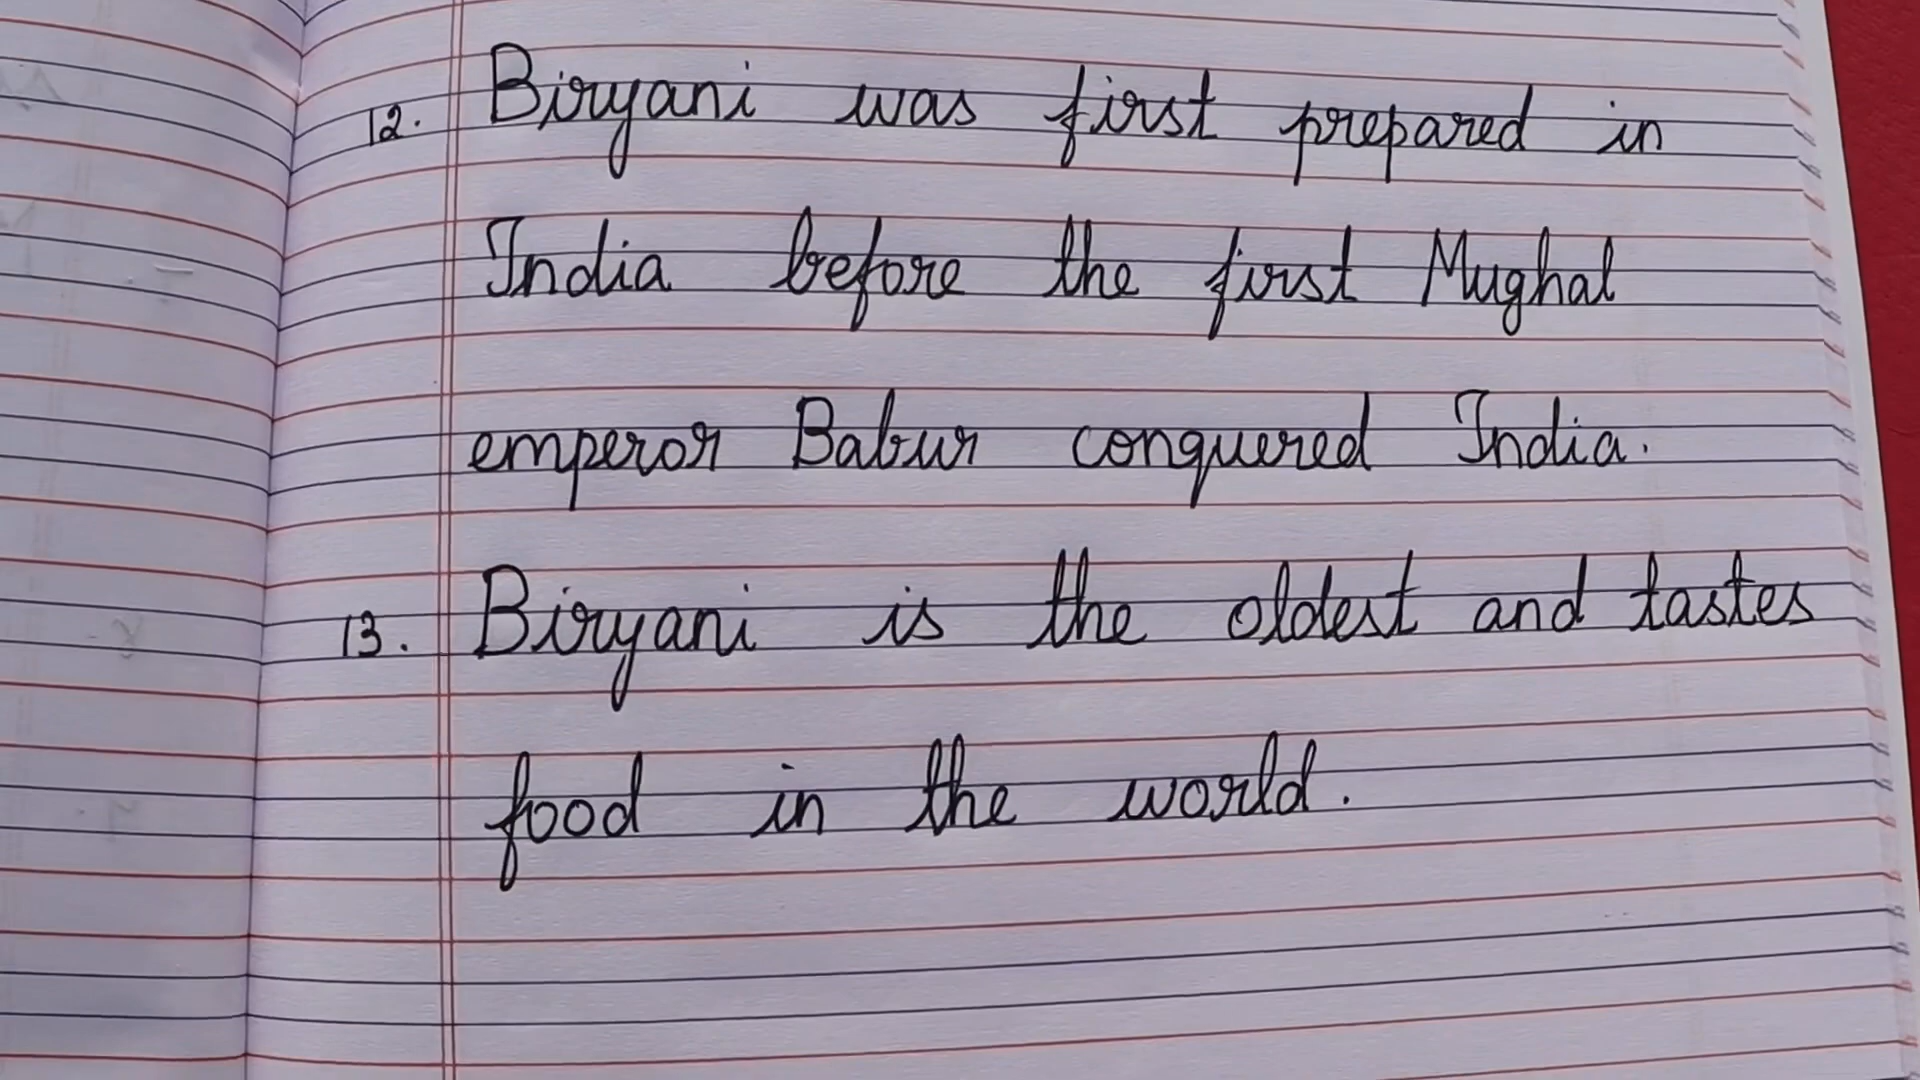 12. Biryani was first prepared in
India before the first Mughal
emperor Babur conquered India.
13. Biryani is the oldest and tastes
food in the world.